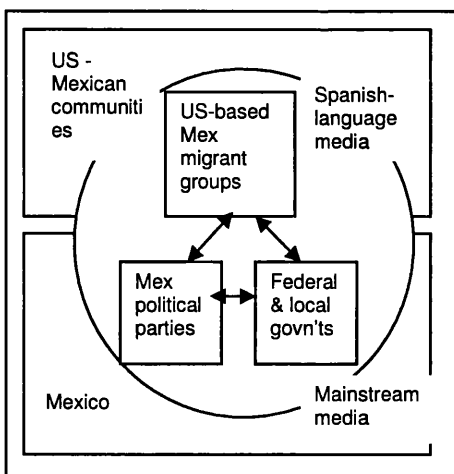 US -
Mexican
communiti
es
Spanish-
language
media
US-based
Mex
migrant
groups
Mex
political
parties
Federal
& local
govn'ts
Mexico
Mainstream
media